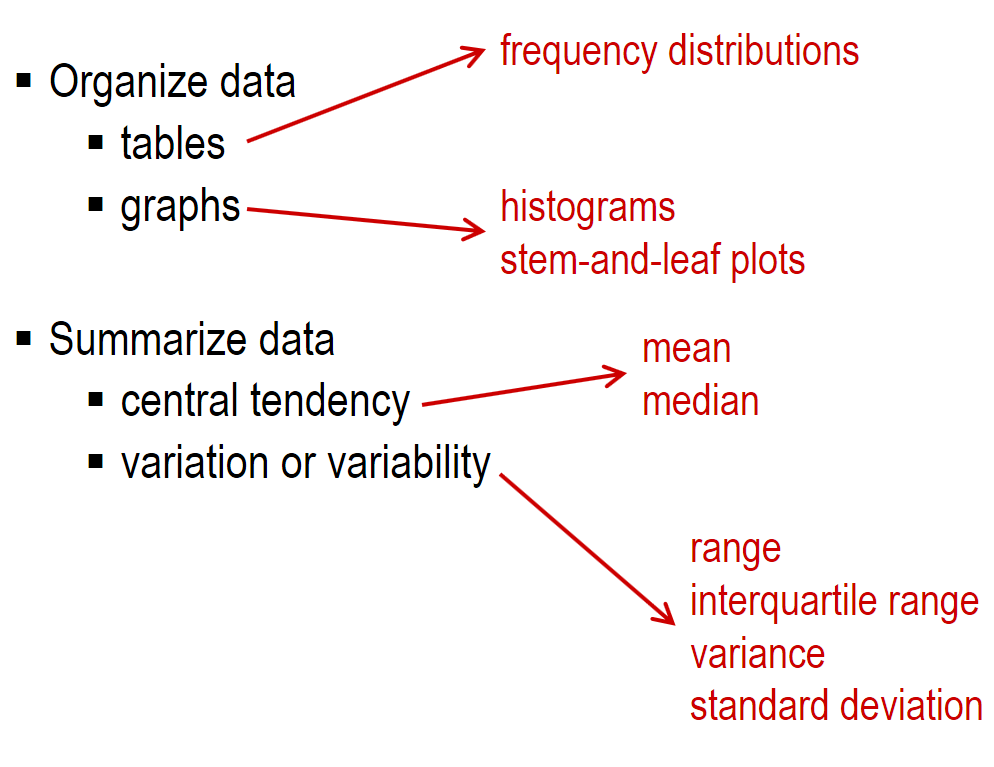 frequency distributions
▪ Organize data
▪ tables
▪ graphs
histograms
stem-and-leaf plots
▪ Summarize data
mean
▪ central tendency
median
▪ variation or variability
range
interquartile range
variance
standard deviation